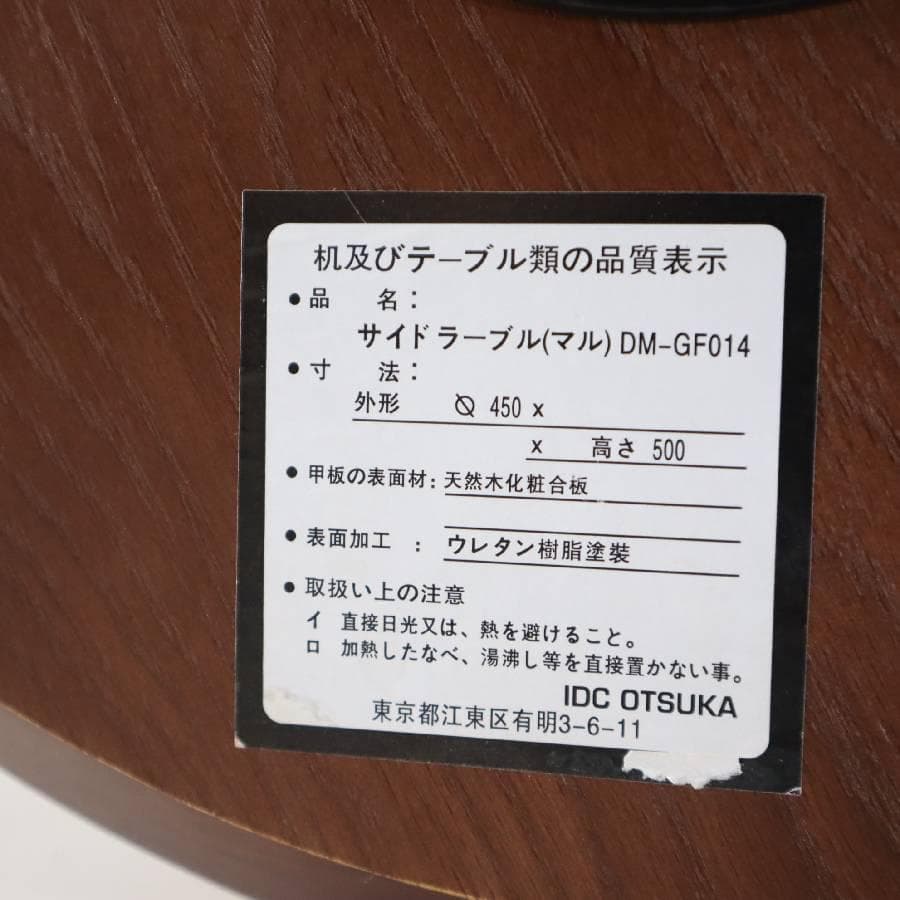 机及びテーブル類の品質表示
●品　名：
サイドラーブル(マル) DM-GF014
●寸　法：
外形　∅ 450 x
x　高さ 500
●甲板の表面材：天然木化粧合板
●表面加工　：ウレタン樹脂塗裝
●取扱い上の注意
イ　直接日光又は、熱を避けること。
ロ　加熱したなべ、湯沸し等を直接置かない事。
IDC OTSUKA
東京都江東区有明3-6-11